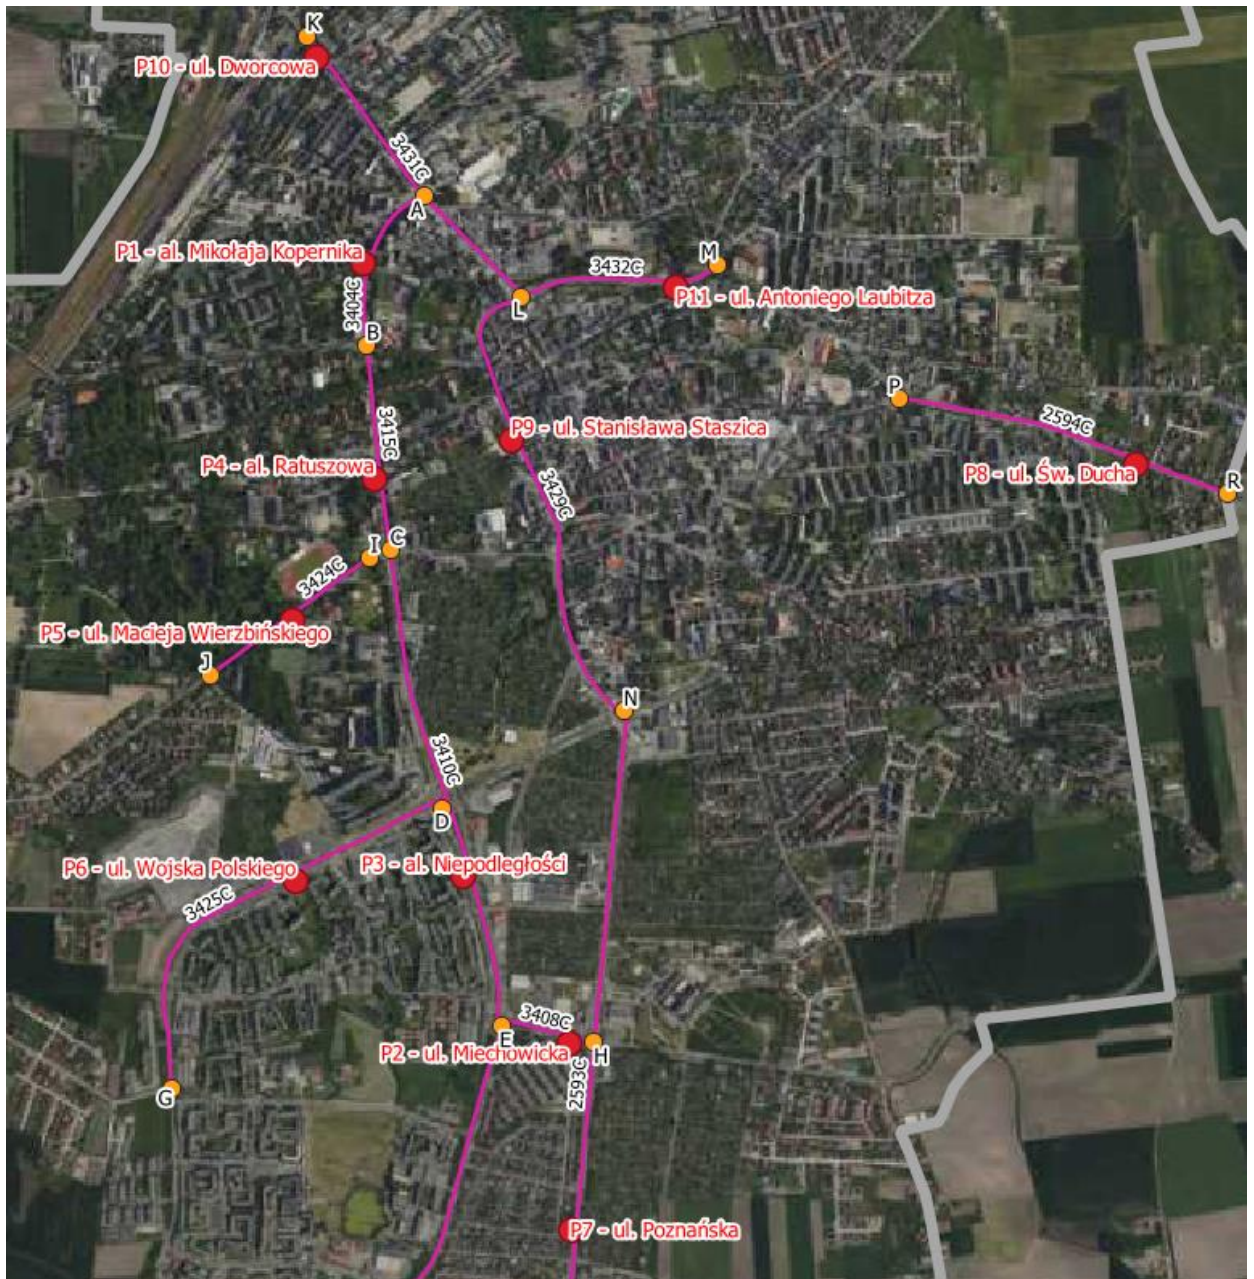 K
P10 - ul. Dworcowa
3431C
A
P1 - al. Mikołaja Kopernika
M
3432C
P11 - ul. Antoniego Laubitza
L
3404C
B
P
2594C
3415C
P9 - ul. Stanisława Staszica
P4 - al. Ratuszowa
P8 - ul. Św. Ducha
R
3429C
I
C
3424C
P5 - ul. Macieja Wierzbińskiego
J
N
3410C
D
P6 - ul. Wojska Polskiego
P3 - al. Niepodległości
3425C
3408C
E
P2 - ul. Miechowicka
H
2593C
G
P7 - ul. Poznańska